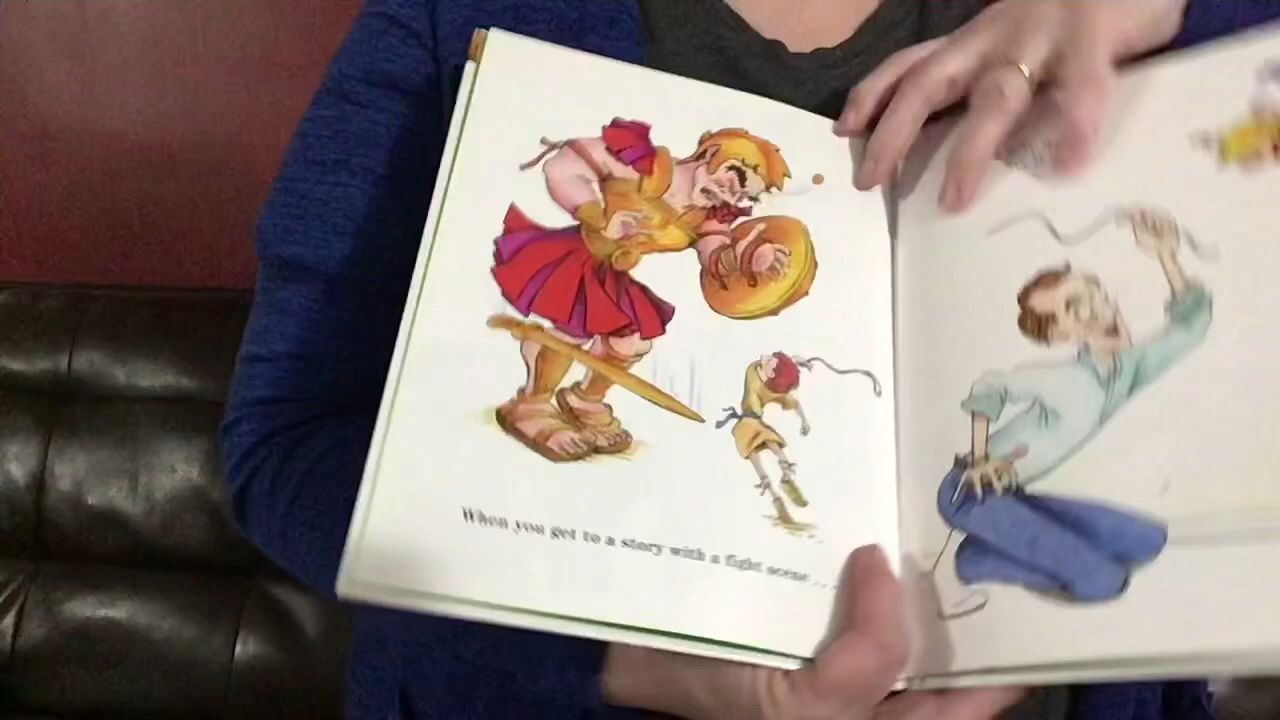 When you get to a story with a fight scene . . .